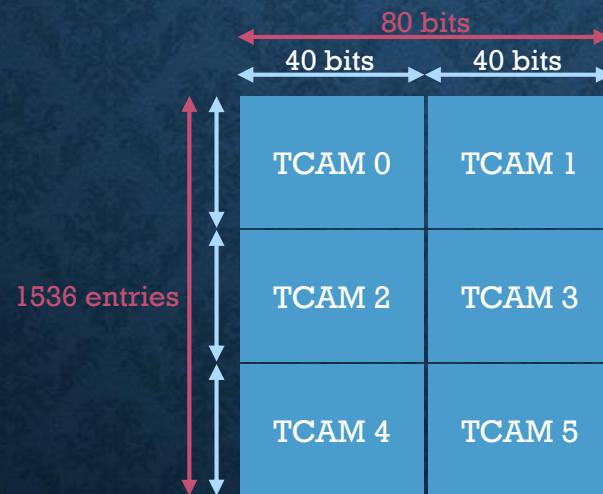 80 bits
40 bits 40 bits
TCAM 0 TCAM 1
1536 entries TCAM 2 TCAM 3
TCAM 4 TCAM 5